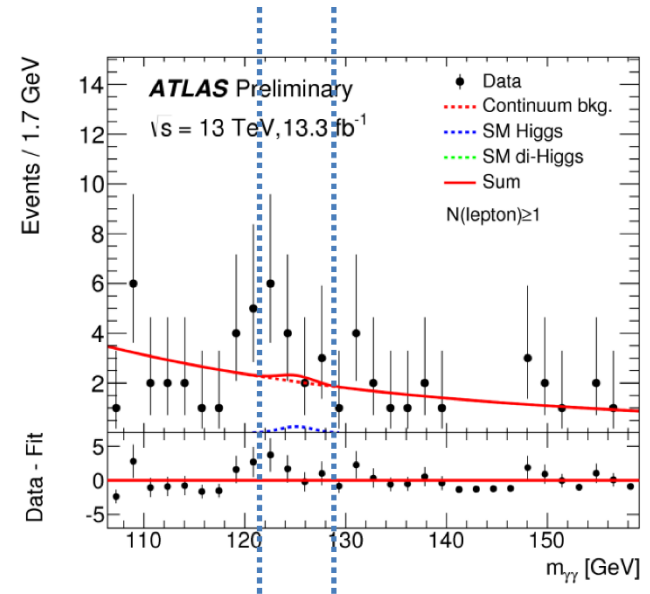 Events / 1.7 GeV
14
12
10
8
6
4
2
ATLAS Preliminary
√s = 13 TeV, 13.3 fb⁻¹
Data
Continuum bkg.
SM Higgs
SM di-Higgs
Sum
N(lepton)≥1
Data - Fit
5
0
-5
110 120 130 140 150
mγγ [GeV]